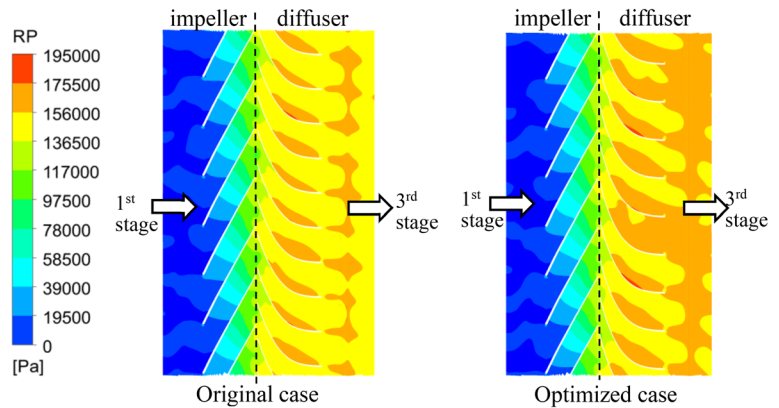 impeller diffuser
impeller diffuser
RP
195000
175500
156000
136500
117000
97500
78000
58500
39000
19500
0
[Pa]
1st
stage
3rd
stage
1st
stage
3rd
stage
Original case
Optimized case